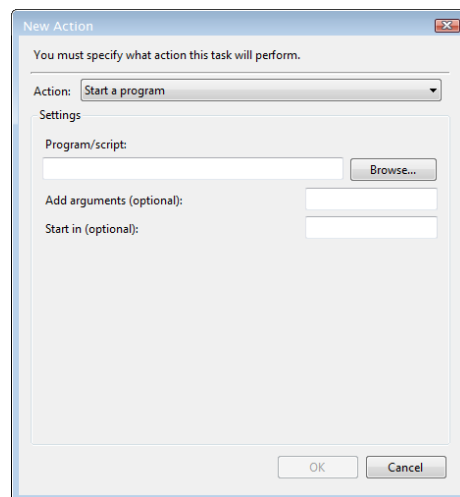 New Action
You must specify what action this task will perform.
Action: Start a program
Settings
Program/script:
Browse...
Add arguments (optional):
Start in (optional):
OK Cancel